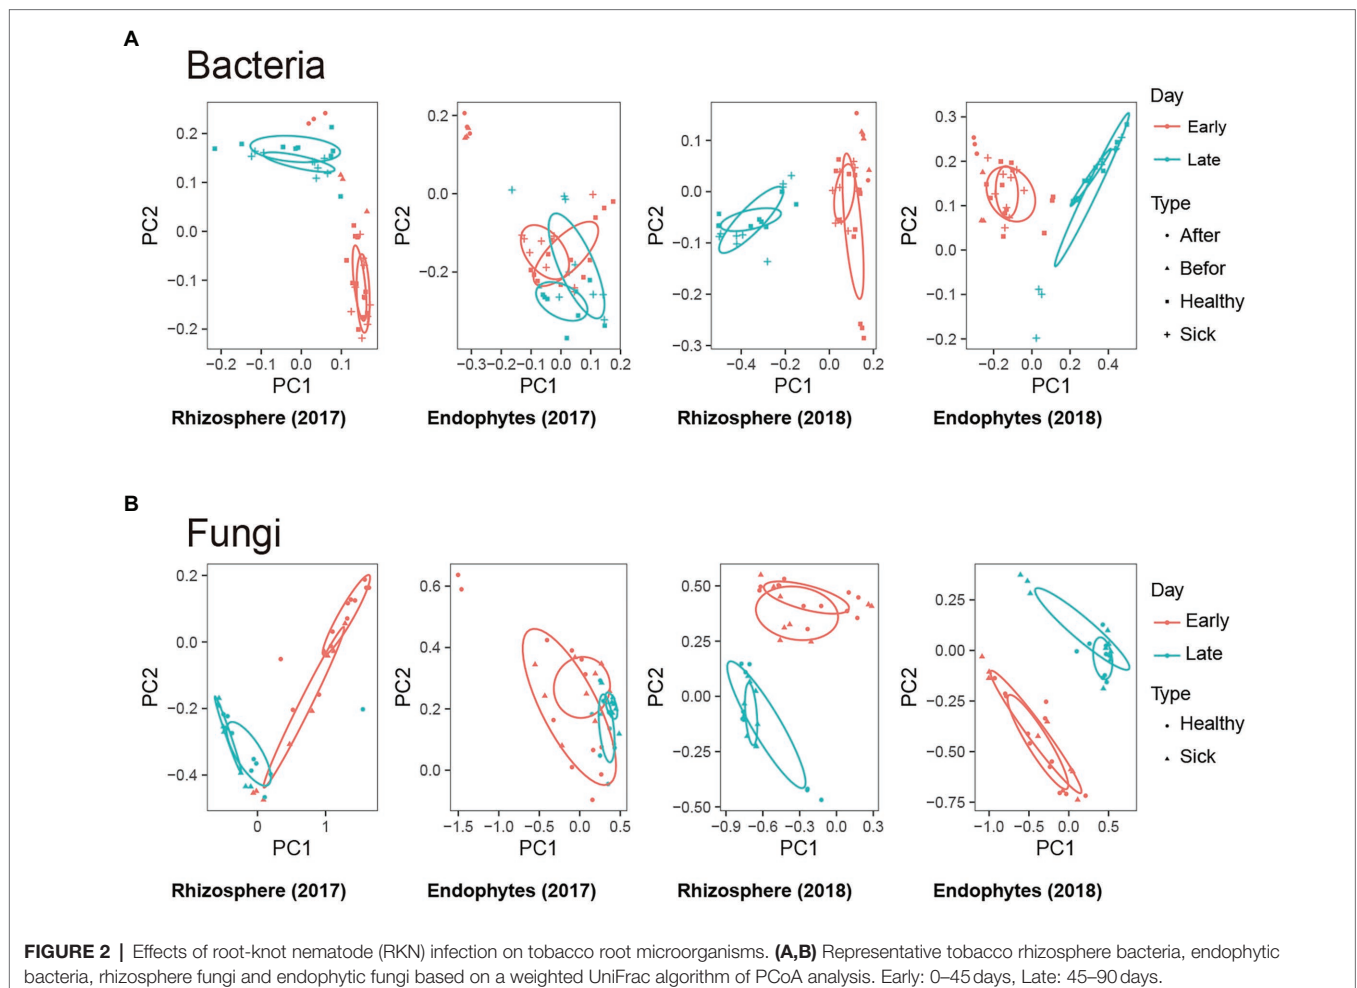 A
Bacteria
PC2
0.2
0.1
0.0
−0.1
−0.2
−0.2 −0.1 0.0 0.1
PC1
Rhizosphere (2017)
PC2
0.2
0.0
−0.2
−0.3 −0.1 0.0 0.1 0.2
PC1
Endophytes (2017)
PC2
0.1
0.0
−0.1
−0.2
−0.3
−0.4 −0.2 0.0 0.2
PC1
Rhizosphere (2018)
PC2
0.3
0.2
0.1
0.0
−0.1
−0.2
−0.2 0.0 0.2 0.4
PC1
Endophytes (2018)
Day
Early
Late
Type
After
Befor
Healthy
Sick
B
Fungi
PC2
0.2
0.0
−0.2
−0.4
0 1
PC1
Rhizosphere (2017)
PC2
0.6
0.4
0.2
0.0
−1.5 −1.0 −0.5 0.0 0.5
PC1
Endophytes (2017)
PC2
0.50
0.25
0.00
−0.25
−0.50
−0.9 −0.6 −0.3 0.0 0.3
PC1
Rhizosphere (2018)
PC2
0.25
0.00
−0.25
−0.50
−0.75
−1.0 −0.5 0.0 0.5
PC1
Endophytes (2018)
Day
Early
Late
Type
Healthy
Sick
FIGURE 2 | Effects of root-knot nematode (RKN) infection on tobacco root microorganisms. (A,B) Representative tobacco rhizosphere bacteria, endophytic
bacteria, rhizosphere fungi and endophytic fungi based on a weighted UniFrac algorithm of PCoA analysis. Early: 0–45 days, Late: 45–90 days.